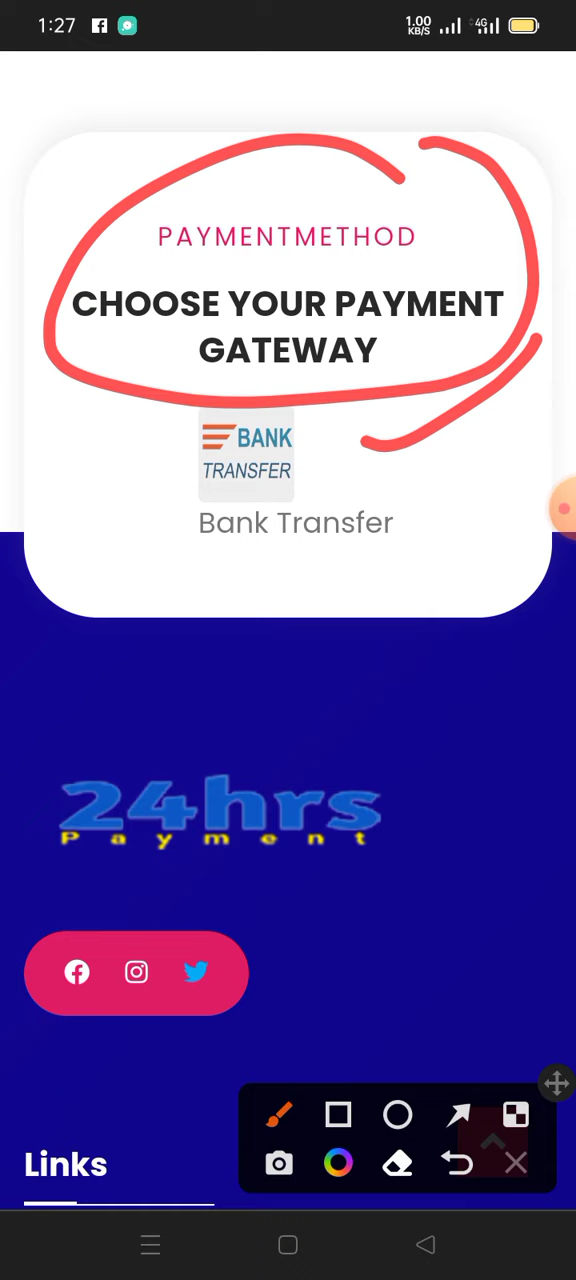 1:27
1.00
KB/S
4G
PAYMENTMETHOD
CHOOSE YOUR PAYMENT
GATEWAY
BANK
TRANSFER
Bank Transfer
24hrs
Payment
Links